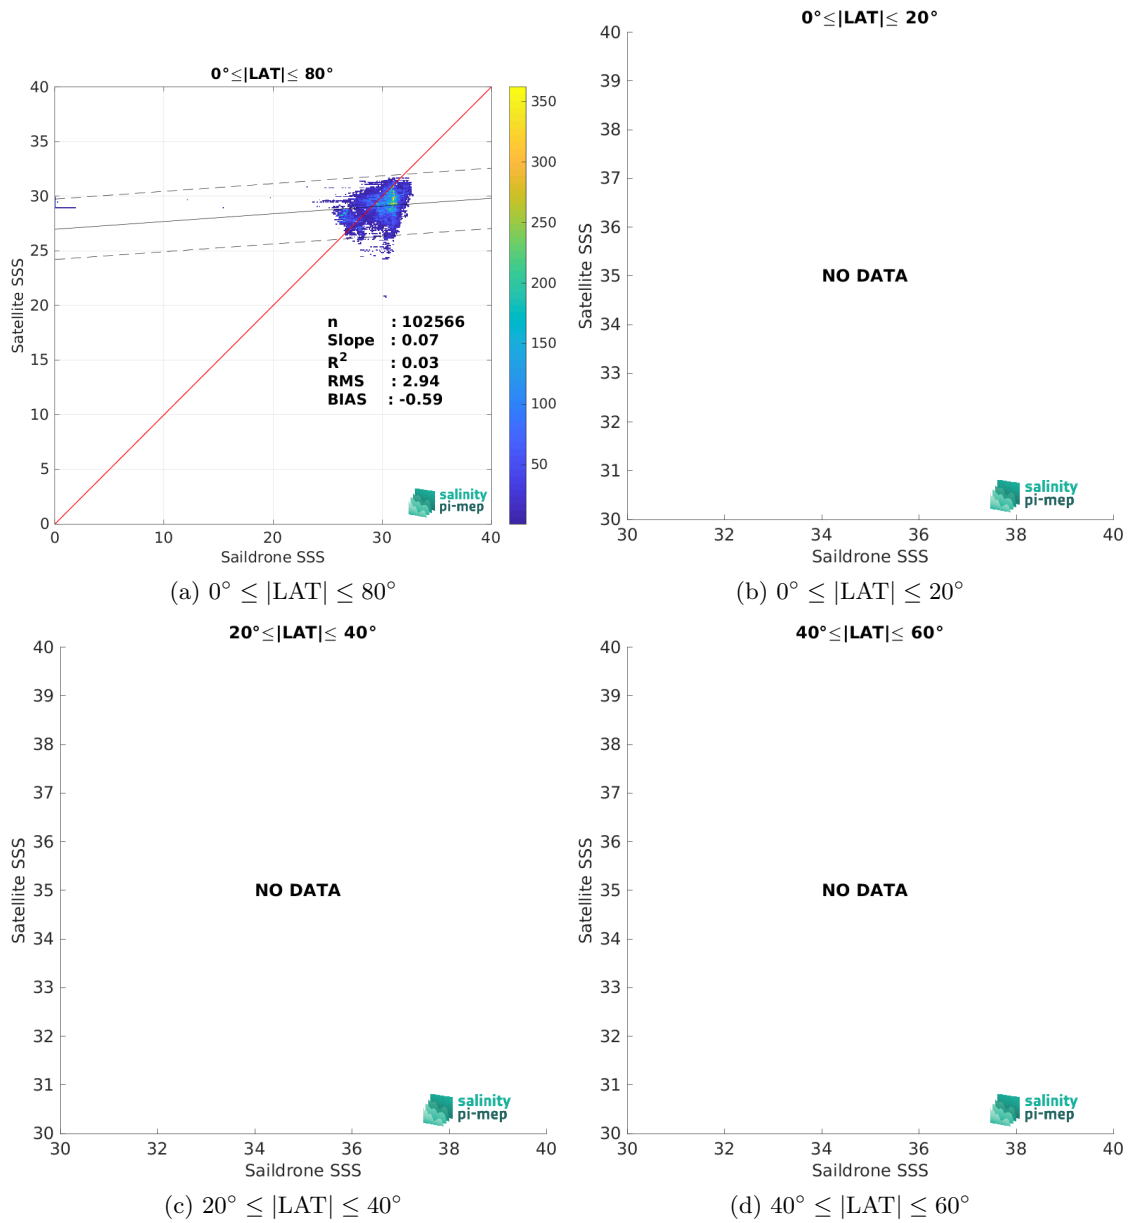 0°≤|LAT|≤ 80°
40
35
30
25
20
15
10
5
0
Satellite SSS
0
10
20
30
40
Saildrone SSS
350
300
250
200
150
100
50
n : 102566
Slope : 0.07
R² : 0.03
RMS : 2.94
BIAS : -0.59
salinity
pi-mep
(a) 0° ≤ |LAT| ≤ 80°
0°≤|LAT|≤ 20°
40
39
38
37
36
35
34
33
32
31
30
Satellite SSS
NO DATA
salinity
pi-mep
30
32
34
36
38
40
Saildrone SSS
(b) 0° ≤ |LAT| ≤ 20°
20°≤|LAT|≤ 40°
40
39
38
37
36
35
34
33
32
31
30
Satellite SSS
NO DATA
salinity
pi-mep
30
32
34
36
38
40
Saildrone SSS
(c) 20° ≤ |LAT| ≤ 40°
40°≤|LAT|≤ 60°
40
39
38
37
36
35
34
33
32
31
30
Satellite SSS
NO DATA
salinity
pi-mep
30
32
34
36
38
40
Saildrone SSS
(d) 40° ≤ |LAT| ≤ 60°